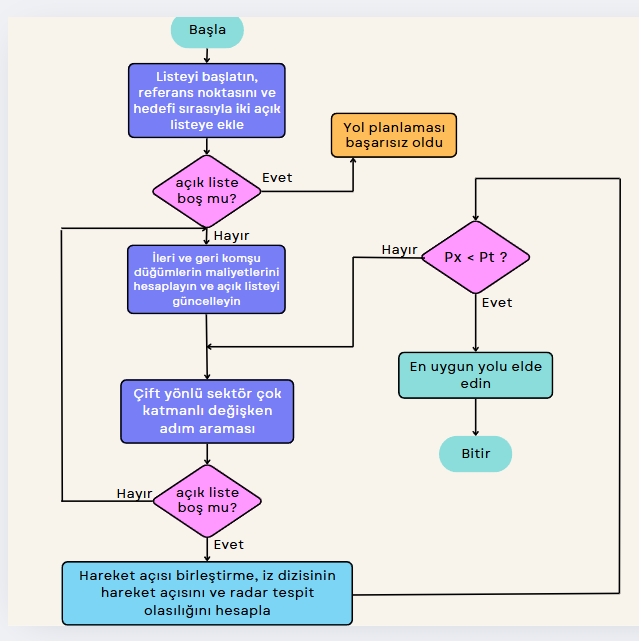 Başla
Listeyi başlatın,
referans noktasını ve
hedefi sırasıyla iki açık
listeye ekle
Yol planlaması
başarısız oldu
Evet
açık liste
boş mu?
Hayır
İleri ve geri komşu
düğümlerin maliyetlerini
hesaplayın ve açık listeyi
güncelleyin
Hayır
Px < Pt ?
Evet
En uygun yolu elde
edin
Çift yönlü sektör çok
katmanlı değişken
adım araması
Bitir
Hayır
açık liste
boş mu?
Evet
Hareket açısı birleştirme, iz dizisinin
hareket açısını ve radar tespit
olasılığını hesapla